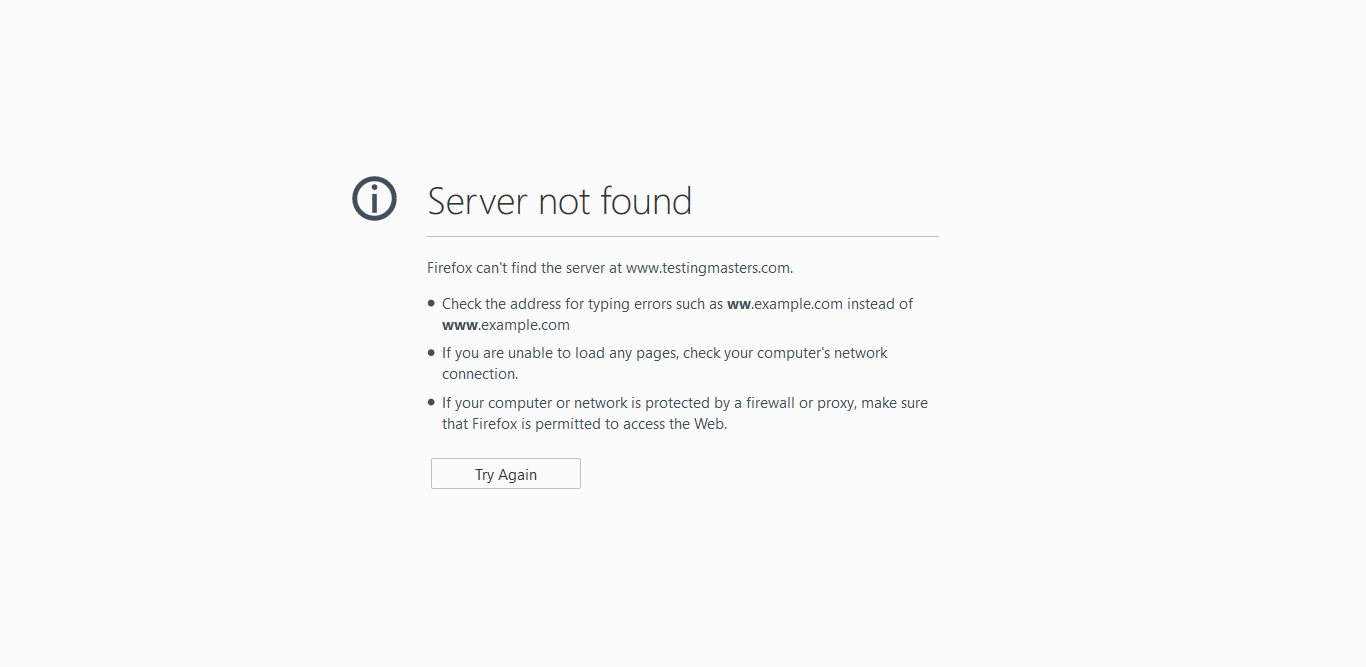 Server not found
Firefox can't find the server at www.testingmasters.com.
• Check the address for typing errors such as ww.example.com instead of
www.example.com
• If you are unable to load any pages, check your computer's network
connection.
• If your computer or network is protected by a firewall or proxy, make sure
that Firefox is permitted to access the Web.
Try Again